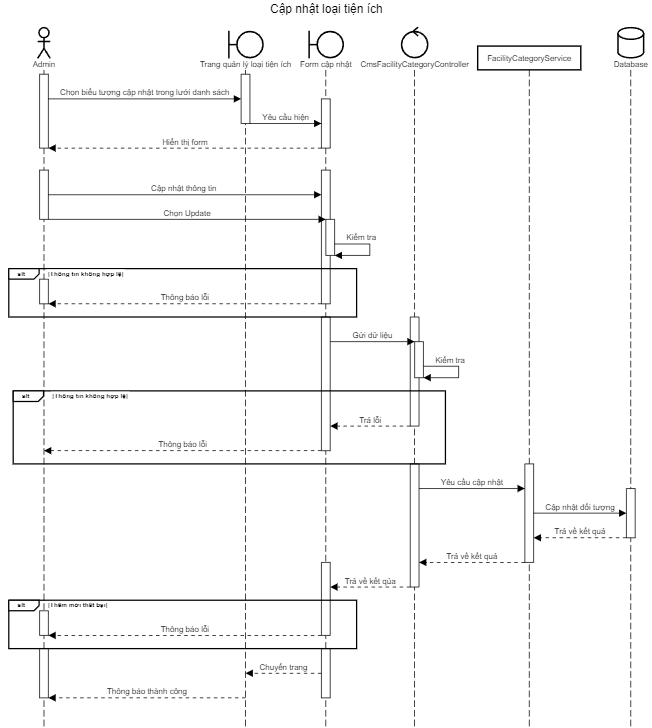 Cập nhật loại tiện ích
Admin
Trang quản lý loại tiện ích
Form cập nhật
CmsFacilityCategoryController
FacilityCategoryService
Database
Chọn biểu tượng cập nhật trong lưới danh sách
Yêu cầu hiện
Hiển thị form
Cập nhật thông tin
Chọn Update
Kiểm tra
alt
[Thông tin không hợp lệ]
Thông báo lỗi
Gửi dữ liệu
Kiểm tra
alt
[Thông tin không hợp lệ]
Trả lỗi
Thông báo lỗi
Yêu cầu cập nhật
Cập nhật đối tượng
Trả về kết quả
Trả về kết quả
Trả về kết qủa
alt
[Thêm mới thất bại]
Thông báo lỗi
Chuyển trang
Thông báo thành công